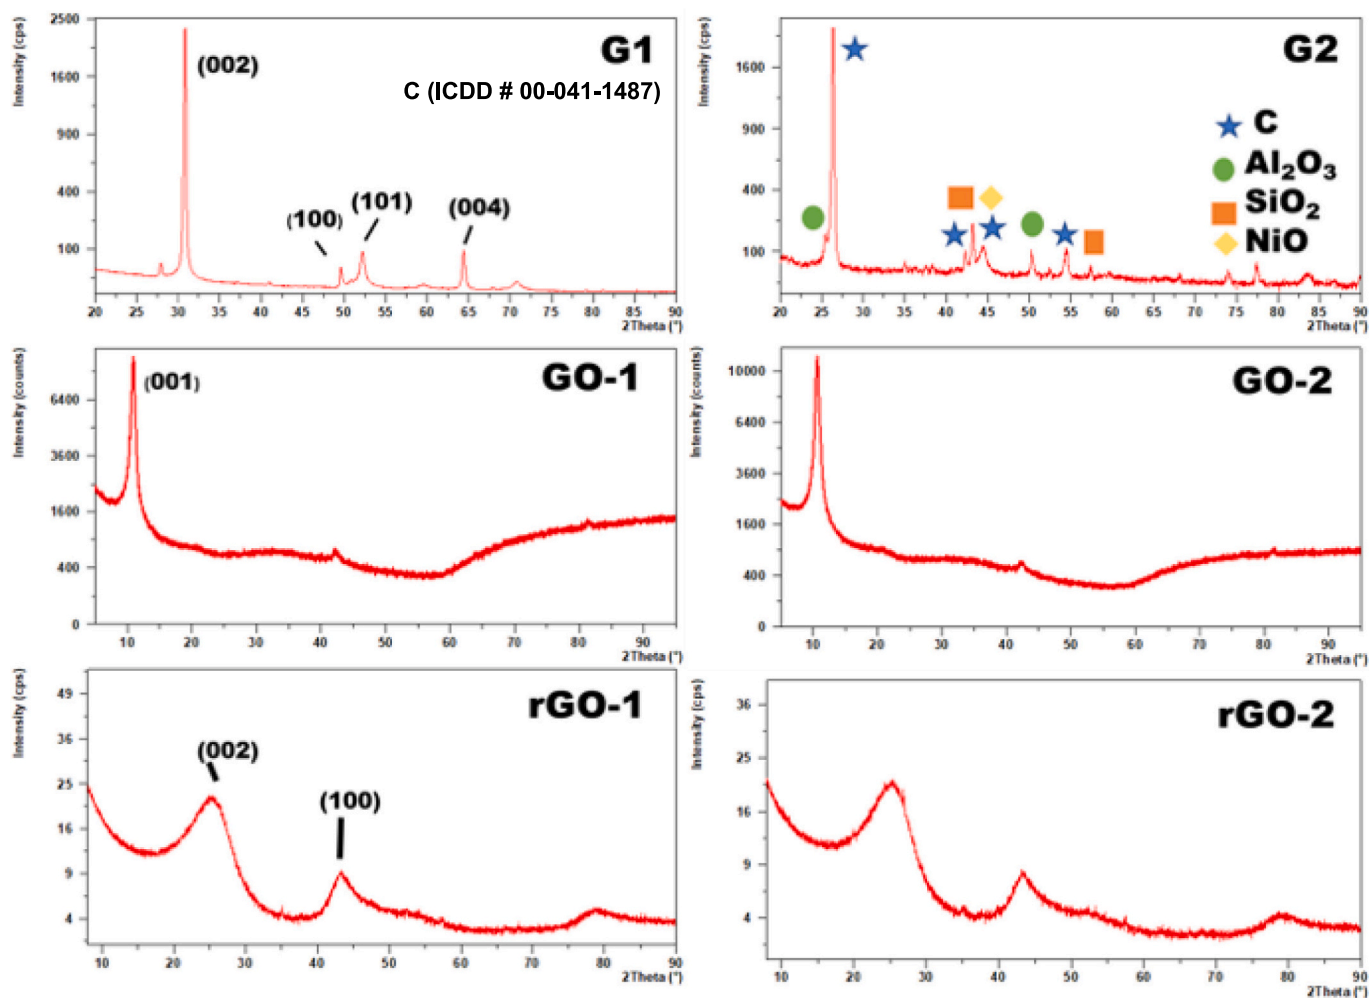 Intensity (cps)
2500
1600
900
400
100
G1
C (ICDD # 00-041-1487)
(002)
(100)
(101)
(004)
20 25 30 35 40 45 50 55 60 65 70 75 80 85 90
2Theta (°)
Intensity (cps)
1600
900
400
100
G2
C
Al₂O₃
SiO₂
NiO
20 25 30 35 40 45 50 55 60 65 70 75 80 85 90
2Theta (°)
Intensity (counts)
6400
3600
1600
400
0
GO-1
(001)
10 20 30 40 50 60 70 80 90
2Theta (°)
Intensity (counts)
10000
6400
3600
1600
400
0
GO-2
10 20 30 40 50 60 70 80 90
2Theta (°)
Intensity (cps)
49
36
25
16
9
4
rGO-1
(002)
(100)
10 20 30 40 50 60 70 80 90
2Theta (°)
Intensity (cps)
36
25
16
9
4
rGO-2
10 20 30 40 50 60 70 80 90
2Theta (°)